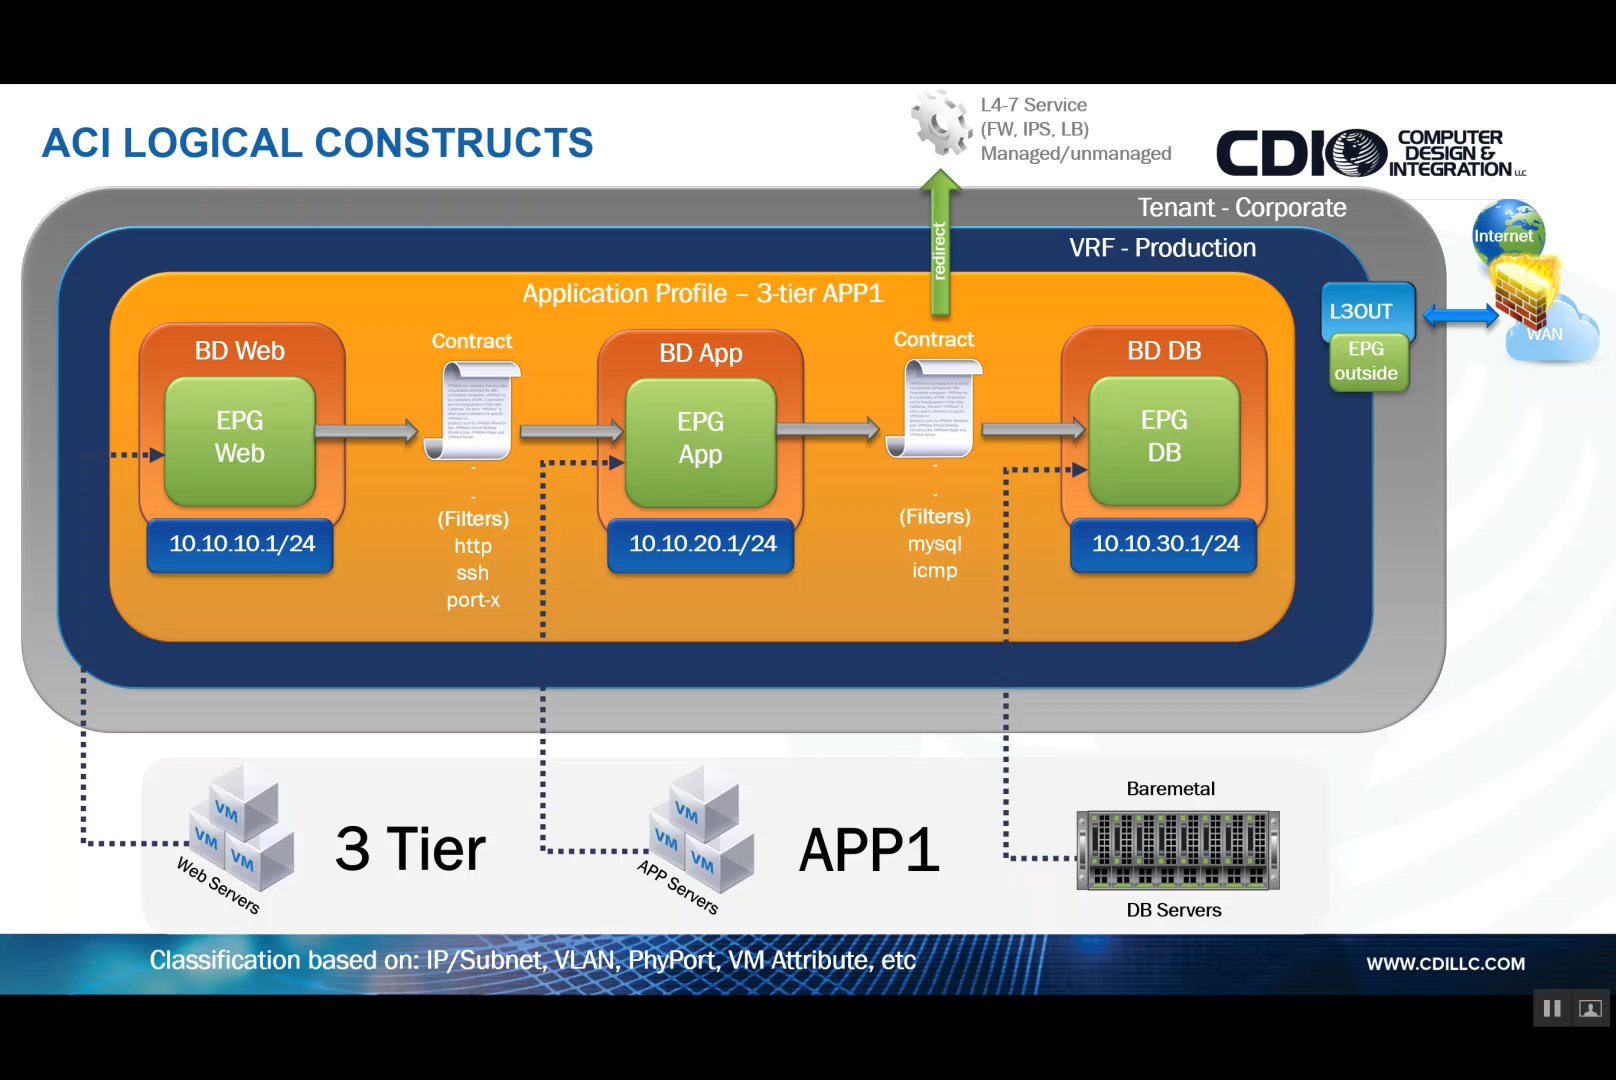 ACI LOGICAL CONSTRUCTS
L4-7 Service
(FW, IPS, LB)
Managed/unmanaged
CDI
COMPUTER
DESIGN &
INTEGRATION LLC
Tenant - Corporate
VRF - Production
redirect
Internet
WAN
Application Profile – 3-tier APP1
L3OUT
EPG
outside
BD Web
EPG
Web
10.10.10.1/24
Contract
-
-
(Filters)
http
ssh
port-x
BD App
EPG
App
10.10.20.1/24
Contract
-
-
(Filters)
mysql
icmp
BD DB
EPG
DB
10.10.30.1/24
VM
VM
VM
Web Servers
3 Tier
VM
VM
VM
APP Servers
APP1
Baremetal
DB Servers
Classification based on: IP/Subnet, VLAN, PhyPort, VM Attribute, etc
WWW.CDILLC.COM